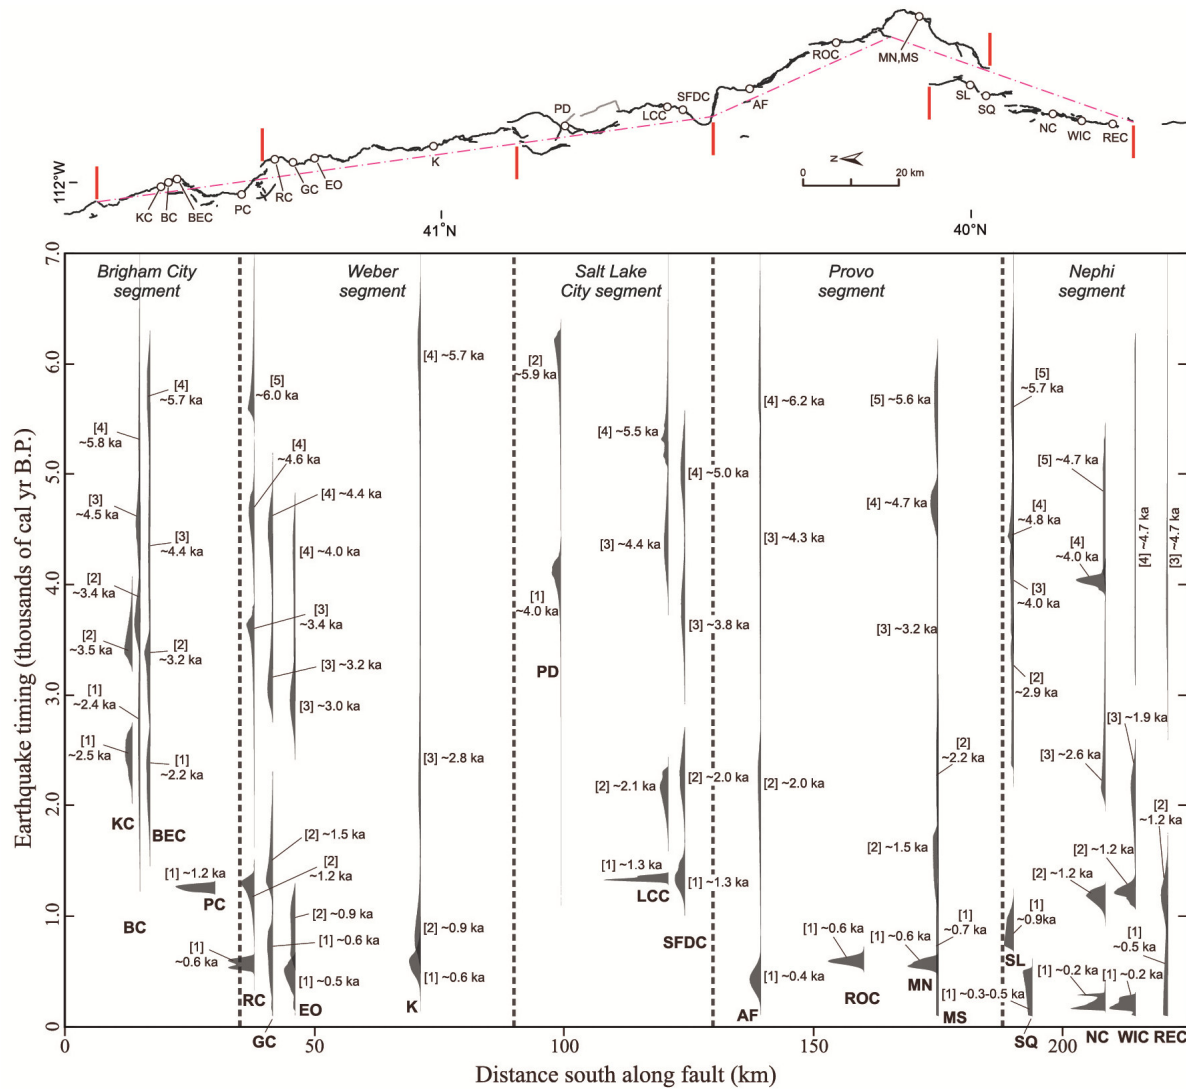 ROC
MN,MS
SL
SQ
NC
WIC
REC
AF
SFDC
LCC
PD
K
EO
GC
RC
PC
BEC
BC
KC
112°W
N
0
20
km
41°N
40°N
Earthquake timing (thousands of cal yr B.P.)
7.0
6.0
5.0
4.0
3.0
2.0
1.0
0
Brigham City
segment
Weber
segment
Salt Lake
City segment
Provo
segment
Nephi
segment
[4]
~5.7 ka
[4]
~5.8 ka
[3]
~4.5 ka
[3]
~4.4 ka
[2]
~3.4 ka
[2]
~3.5 ka
[2]
~3.2 ka
[1]
~2.4 ka
[1]
~2.5 ka
[1]
~2.2 ka
KC
BEC
[1] ~1.2 ka
PC
BC
[1]
~0.6 ka
[5]
~6.0 ka
[4]
~4.6 ka
[4] ~4.4 ka
[4] ~4.0 ka
[3]
~3.4 ka
[3] ~3.2 ka
[3] ~3.0 ka
[2] ~1.5 ka
[2]
~1.2 ka
[2] ~0.9 ka
[1] ~0.6 ka
[1] ~0.5 ka
RC
EO
GC
[4] ~5.7 ka
[3] ~2.8 ka
[2] ~0.9 ka
[1] ~0.6 ka
K
[2]
~5.9 ka
[1]
~4.0 ka
PD
[4] ~5.5 ka
[4] ~5.0 ka
[3] ~4.4 ka
[3] ~3.8 ka
[2] ~2.1 ka
[2] ~2.0 ka
[1] ~1.3 ka
[1] ~1.3 ka
LCC
SFDC
[4] ~6.2 ka
[3] ~4.3 ka
[2] ~2.0 ka
[1] ~0.4 ka
AF
[1] ~0.6 ka
ROC
[5] ~5.6 ka
[4] ~4.7 ka
[3] ~3.2 ka
[2]
~2.2 ka
[2] ~1.5 ka
[1]
~0.7 ka
[1] ~0.6 ka
MN
MS
[5]
~5.7 ka
[4]
~4.8 ka
[3]
~4.0 ka
[2]
~2.9 ka
[1]
~0.9ka
SL
[1] ~0.3-0.5 ka
SQ
[5] ~4.7 ka
[4]
~4.0 ka
[3] ~2.6 ka
[2] ~1.2 ka
[1] ~0.2 ka
NC
[4] ~4.7 ka
[3] ~1.9 ka
[2] ~1.2 ka
[1] ~0.2 ka
WIC
[3] ~4.7 ka
[2]
~1.2 ka
[1]
~0.5 ka
REC
0
50
100
150
200
Distance south along fault (km)